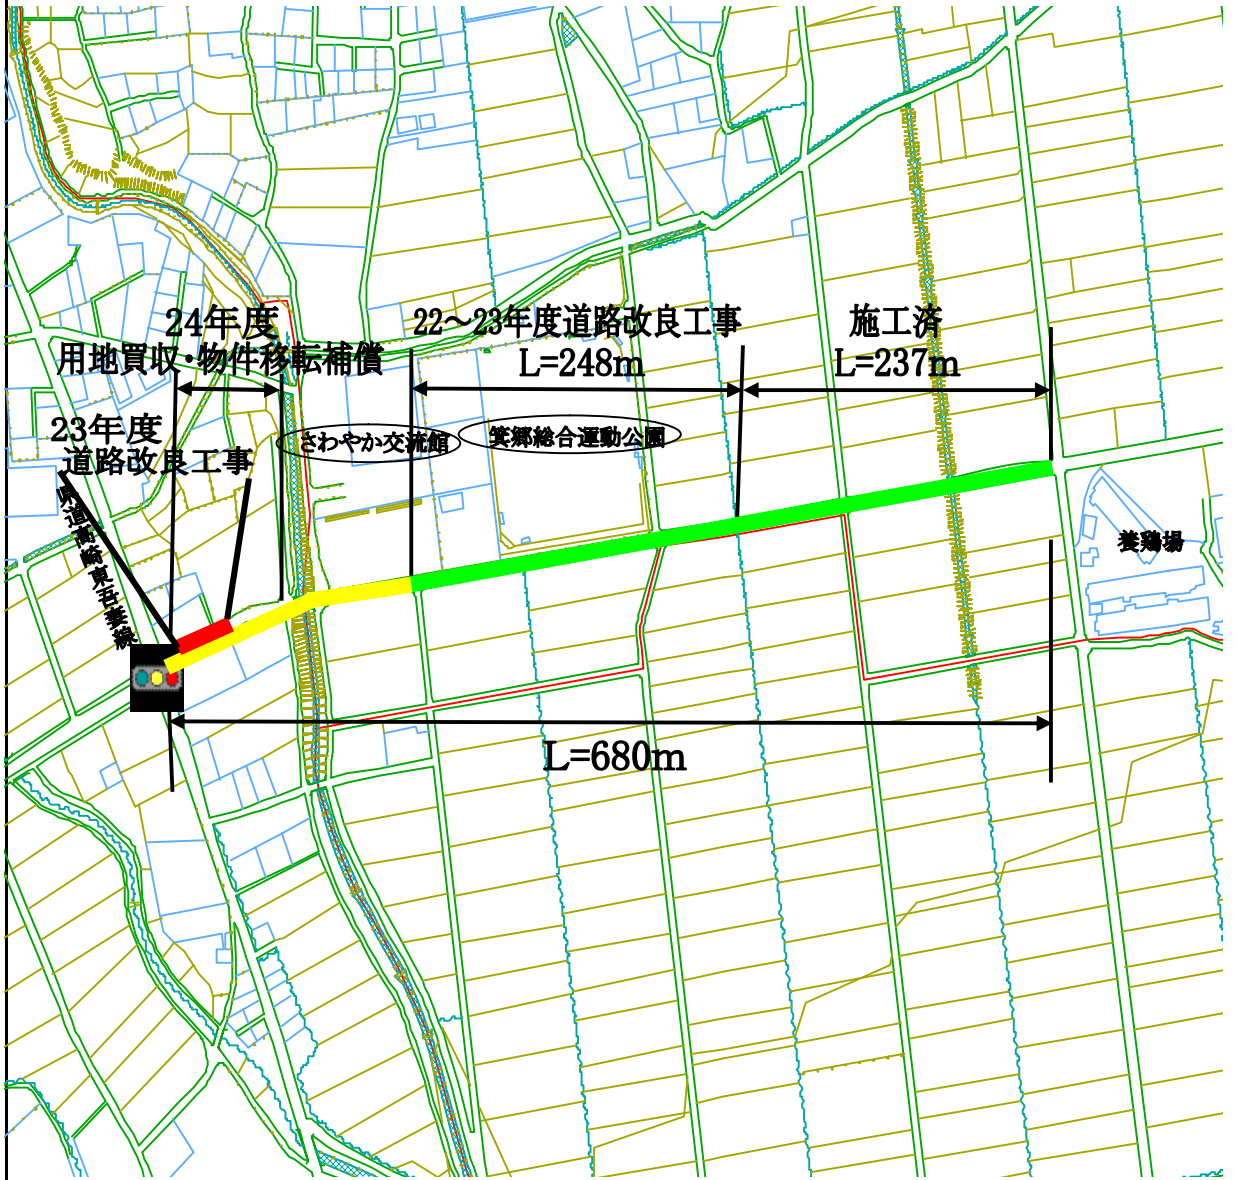 24年度
用地買収・物件移転補償
22～23年度道路改良工事
L=248m
施工済
L=237m
23年度
道路改良工事
さわやか交流館
箕郷総合運動公園
県道高崎東吾妻線
養鶏場
L=680m